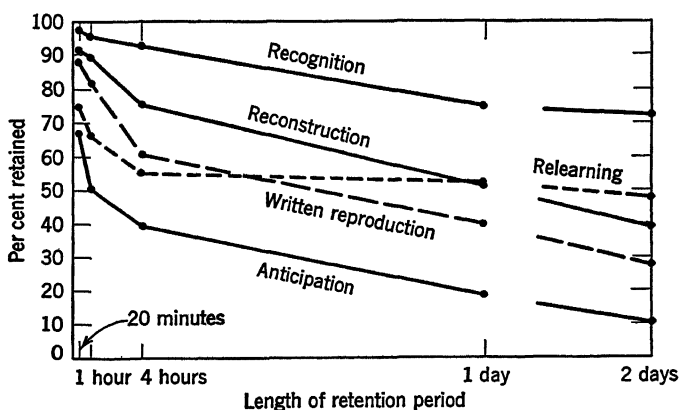 100
90
80
70
60
50
40
30
20
10
0
Per cent retained
Recognition
Reconstruction
Relearning
Written reproduction
Anticipation
20 minutes
1 hour 4 hours 1 day 2 days
Length of retention period